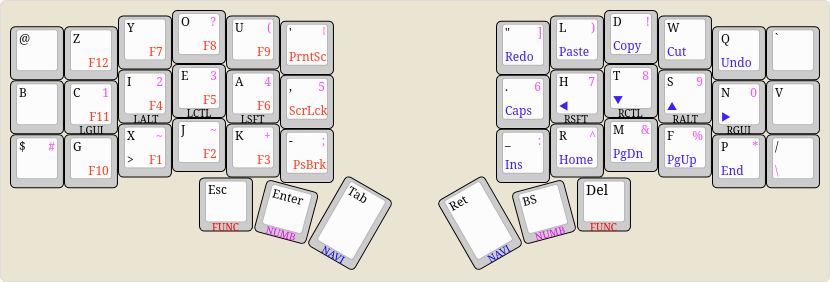 @
Z
F12
Y
F7
O ?
F8
U (
F9
' |
PrntSc
" ]
Redo
L )
Paste
D !
Copy
W
Cut
Q
Undo
`
B
C 1
F11
LGUI
I 2
F4
LALT
E 3
F5
LCTL
A 4
F6
LSFT
, 5
ScrLck
. 6
Caps
H 7
◀
RSFT
T 8
▼
RCTL
S 9
▲
RALT
N 0
▶
RGUI
V
$ #
G
F10
X ~
> F1
J ~
F2
K +
F3
- ;
PsBrk
_ :
Ins
R ^
Home
M &
PgDn
F %
PgUp
P *
End
/
\
Esc
FUNC
Enter
NUMB
Tab
NAVI
Ret
NAVI
BS
NUMB
Del
FUNC